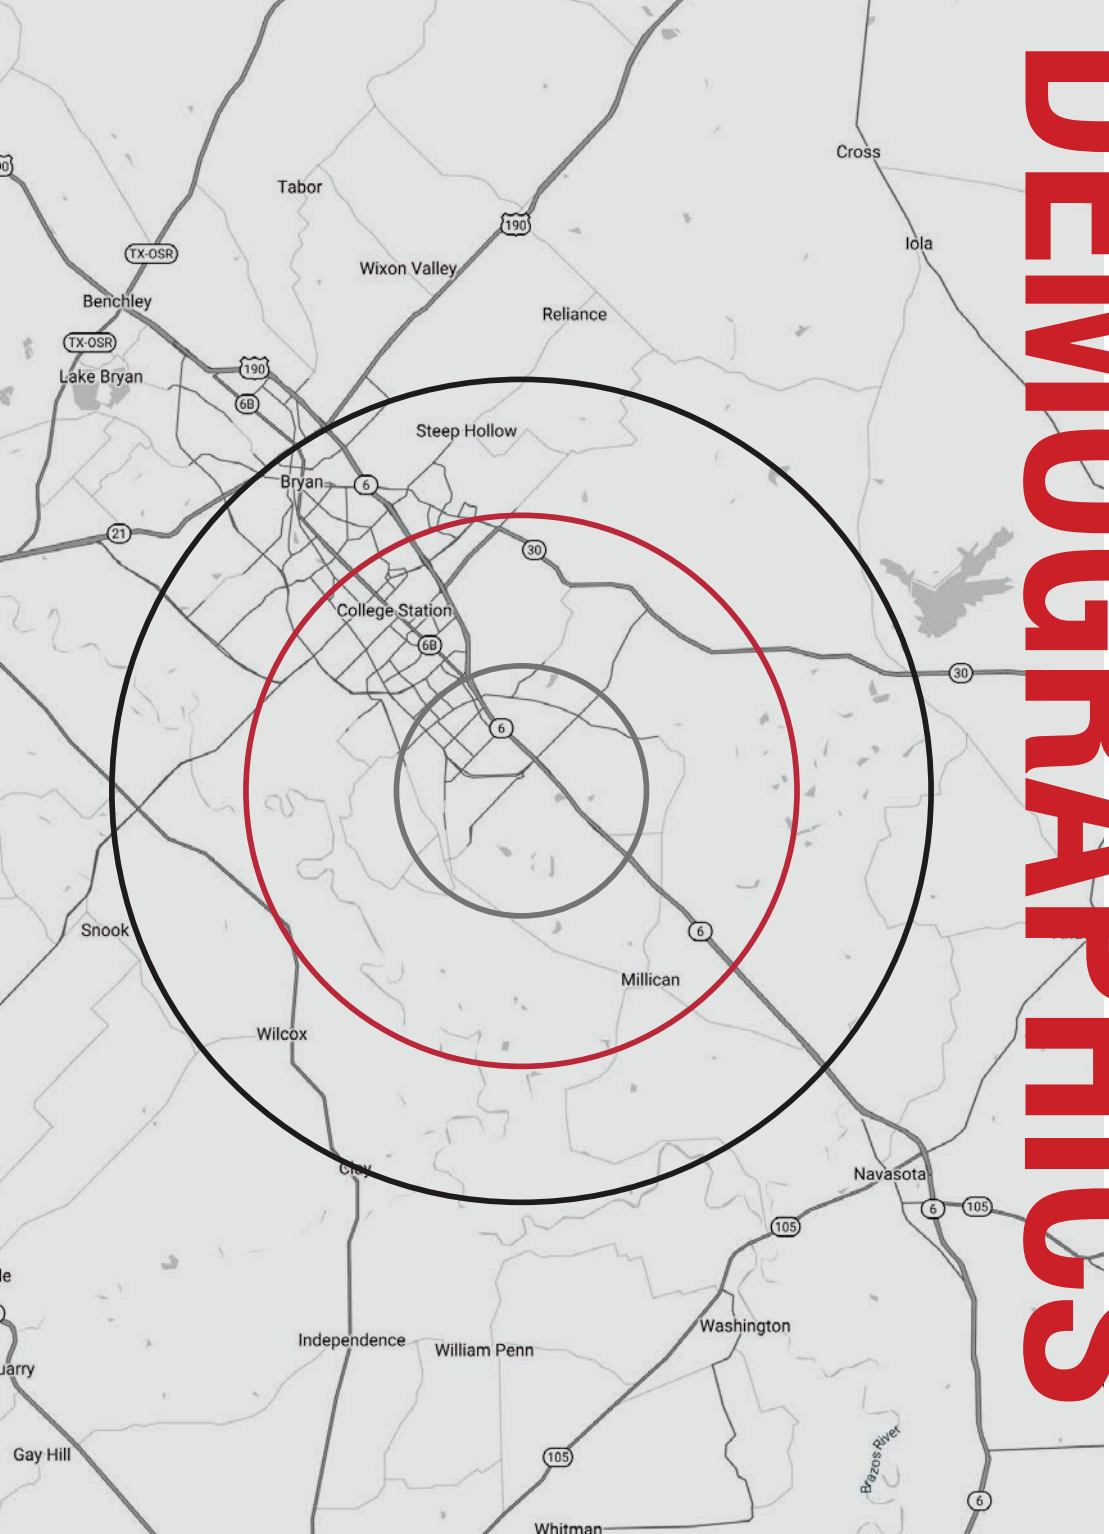 DEMOGRAPHICS
Cross
Tabor
190
Iola
TX-OSR
Wixon Valley
Benchley
Reliance
TX-OSR
190
Lake Bryan
6B
Steep Hollow
Bryan
6
21
30
College Station
6B
30
6
Snook
6
Millican
Wilcox
Clay
Navasota
6
105
105
Washington
Independence
William Penn
Gay Hill
105
Brazos River
6
Whitman